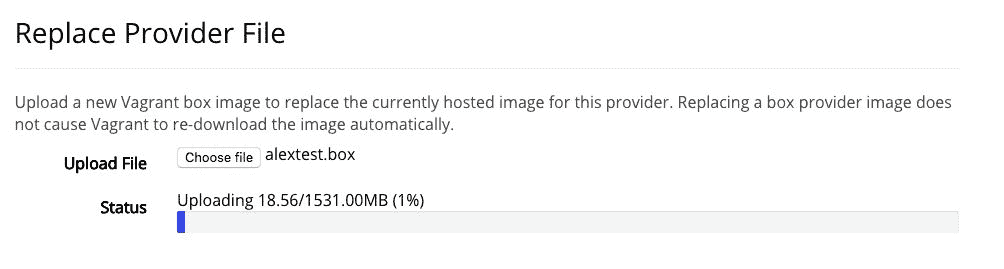 Replace Provider File
Upload a new Vagrant box image to replace the currently hosted image for this provider. Replacing a box provider image does
not cause Vagrant to re-download the image automatically.
Upload File Choose file alextest.box
Status Uploading 18.56/1531.00MB (1%)